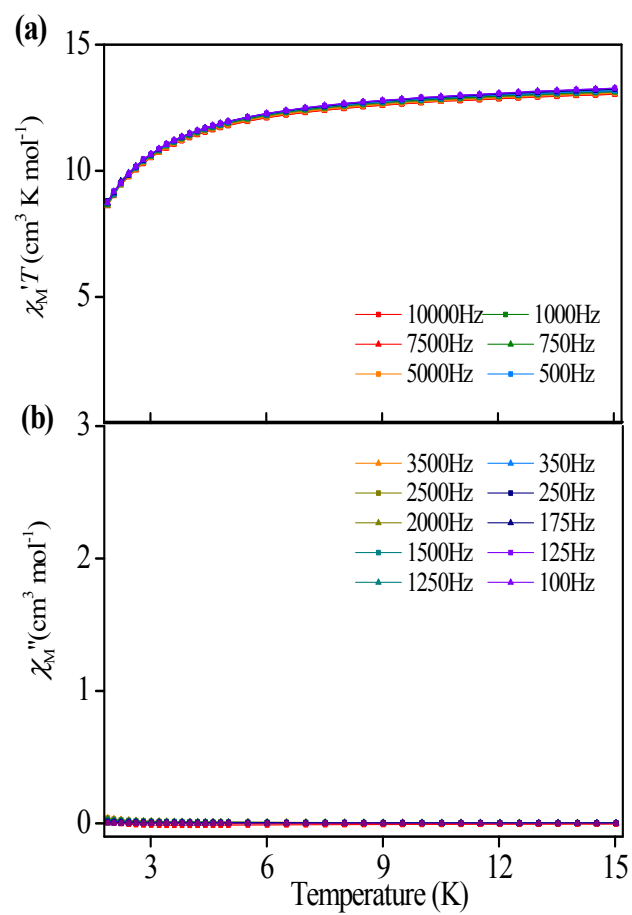 (a)
15
10
5
χM'T (cm³ K mol⁻¹)
10000Hz 1000Hz
7500Hz 750Hz
5000Hz 500Hz
(b)
3
2
1
0
χM''(cm³ mol⁻¹)
3500Hz 350Hz
2500Hz 250Hz
2000Hz 175Hz
1500Hz 125Hz
1250Hz 100Hz
3 6 9 12 15
Temperature (K)